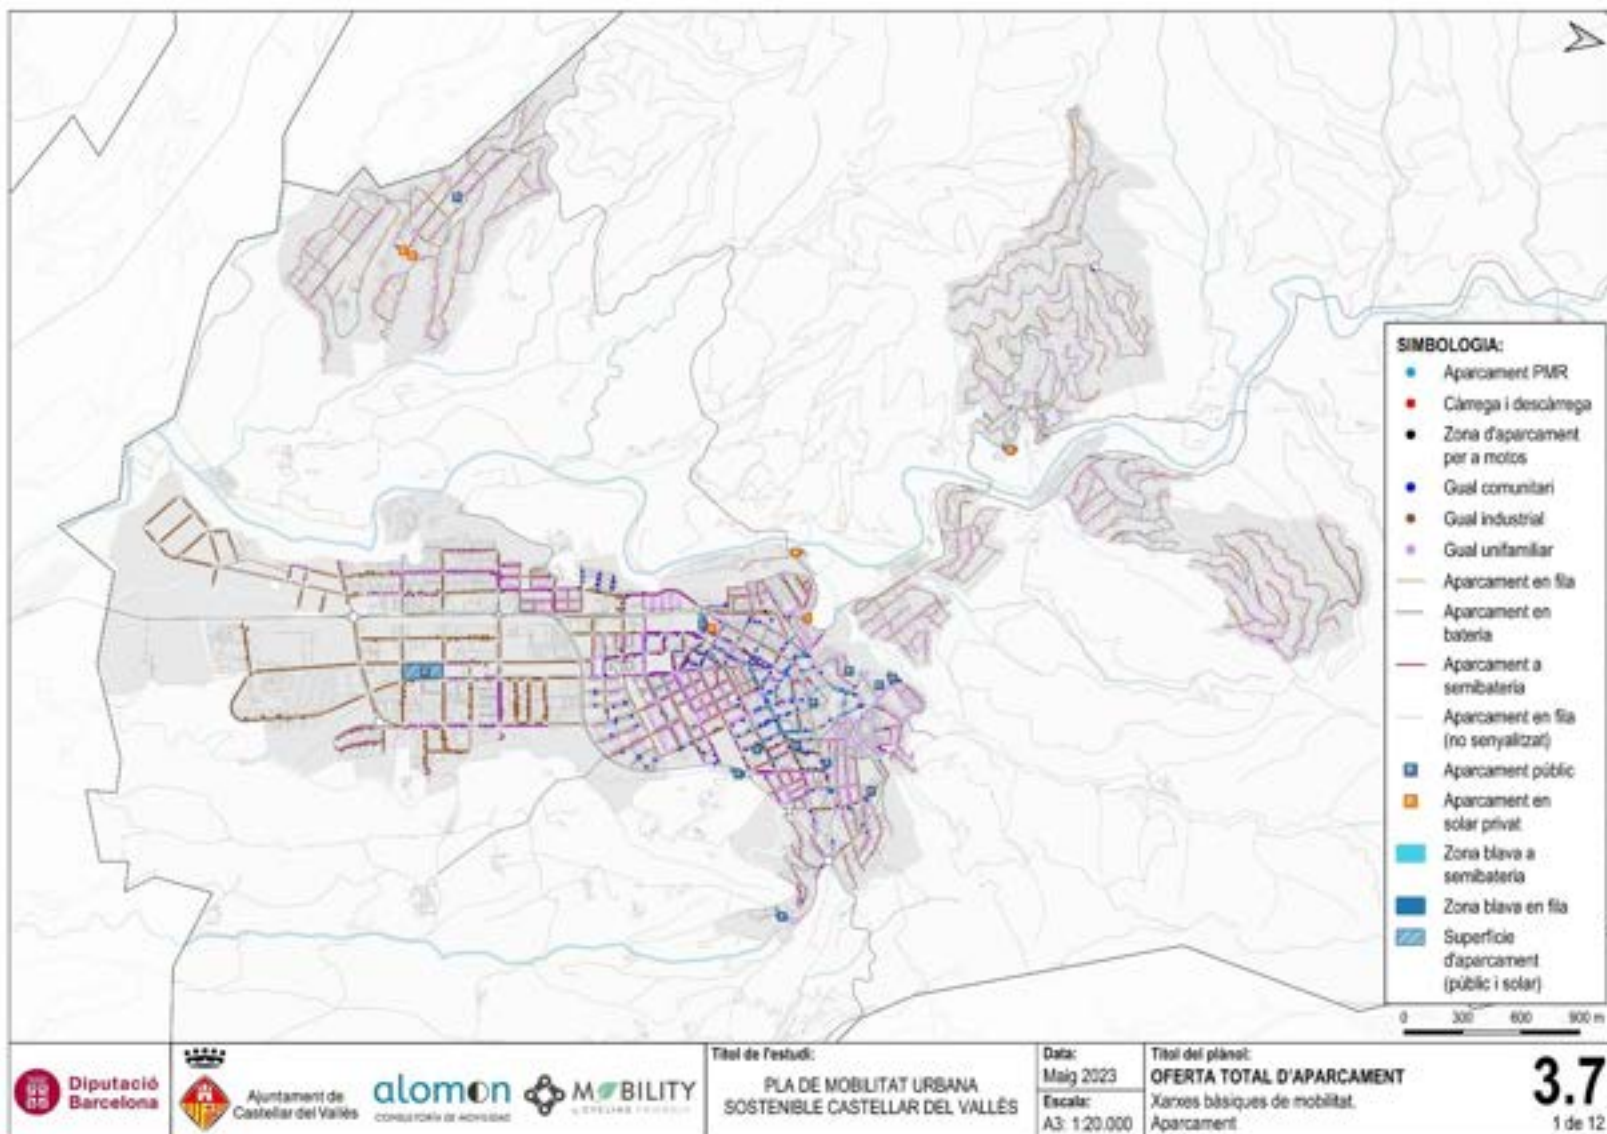 SIMBOLOGIA:
Aparcament PMR
Càrrega i descàrrega
Zona d'aparcament
per a motos
Gual comunitari
Gual industrial
Gual unifamiliar
Aparcament en fila
Aparcament en
bateria
Aparcament a
semibateria
Aparcament en fila
(no senyalitzat)
Aparcament públic
Aparcament en
solar privat
Zona blava a
semibateria
Zona blava en fila
Superfície
d'aparcament
(públic i solar)
0 300 600 900 m
Diputació
Barcelona
Ajuntament de
Castellar del Vallès
alomon
CONSULTORÍA DE MOVILIDAD
MOBILITY
Títol de l'estudi:
PLA DE MOBILITAT URBANA
SOSTENIBLE CASTELLAR DEL VALLÈS
Data:
Maig 2023
Escala:
A3: 1:20.000
Títol del plànol:
OFERTA TOTAL D'APARCAMENT
Xarxes bàsiques de mobilitat.
Aparcament
3.7
1 de 12